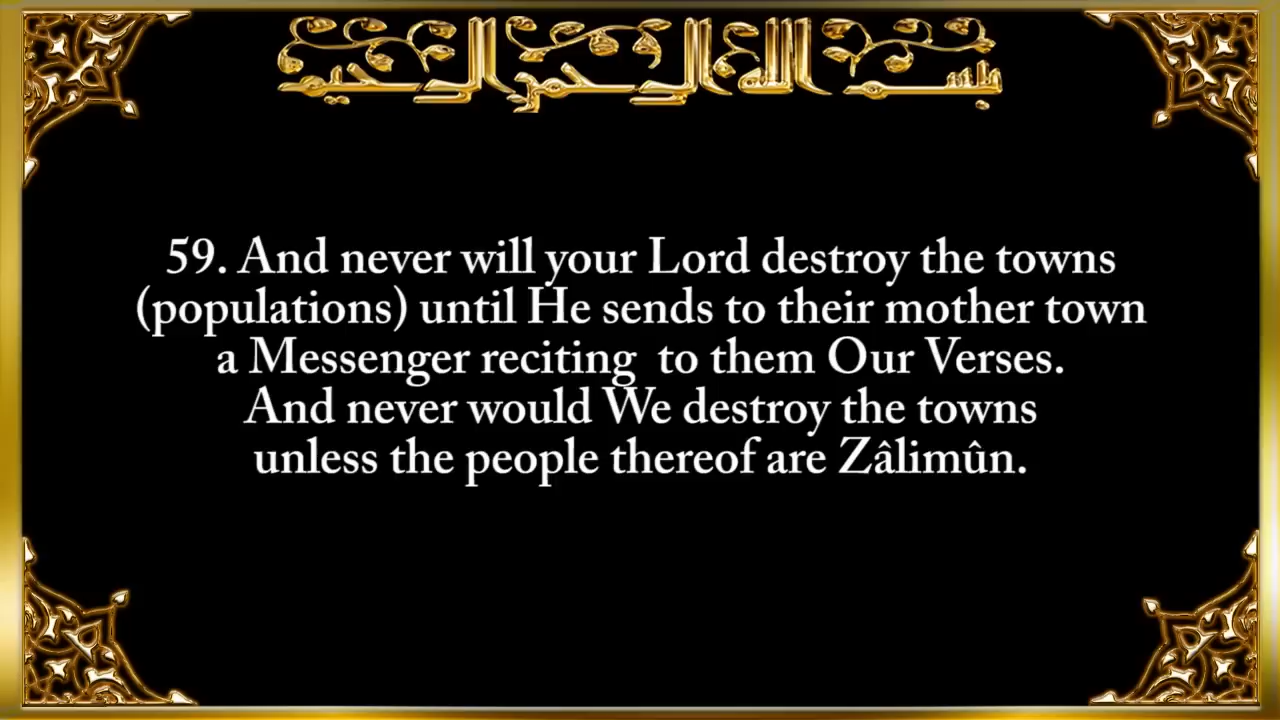 بسم الله الرحمن الرحيم
59. And never will your Lord destroy the towns
(populations) until He sends to their mother town
a Messenger reciting  to them Our Verses.
And never would We destroy the towns
unless the people thereof are Zâlimûn.